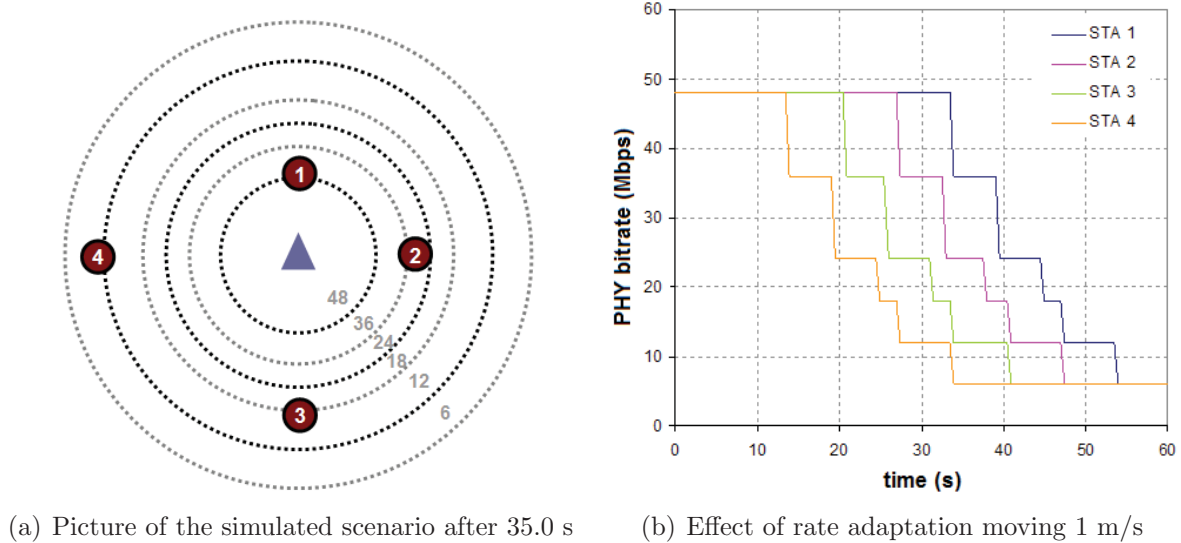 1
2
3
4
48
36
24
18
12
6
(a) Picture of the simulated scenario after 35.0 s
PHY bitrate (Mbps)
60
50
40
30
20
10
0
0 10 20 30 40 50 60
time (s)
STA 1
STA 2
STA 3
STA 4
(b) Effect of rate adaptation moving 1 m/s